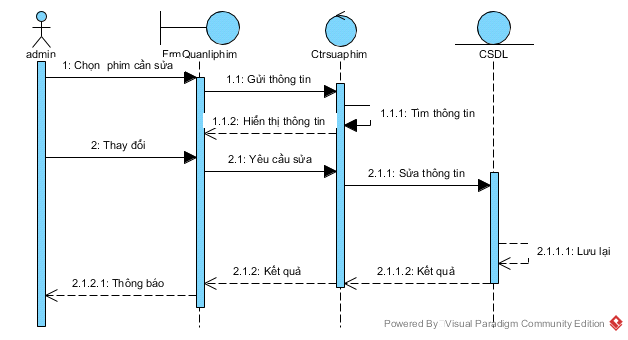 admin
FrmQuanliphim
Ctrsuaphim
CSDL
1: Chọn phim cần sửa
1.1: Gửi thông tin
1.1.1: Tìm thông tin
1.1.2: Hiển thị thông tin
2: Thay đổi
2.1: Yêu cầu sửa
2.1.1: Sửa thông tin
2.1.1.1: Lưu lại
2.1.1.2: Kết quả
2.1.2: Kết quả
2.1.2.1: Thông báo
Powered By Visual Paradigm Community Edition